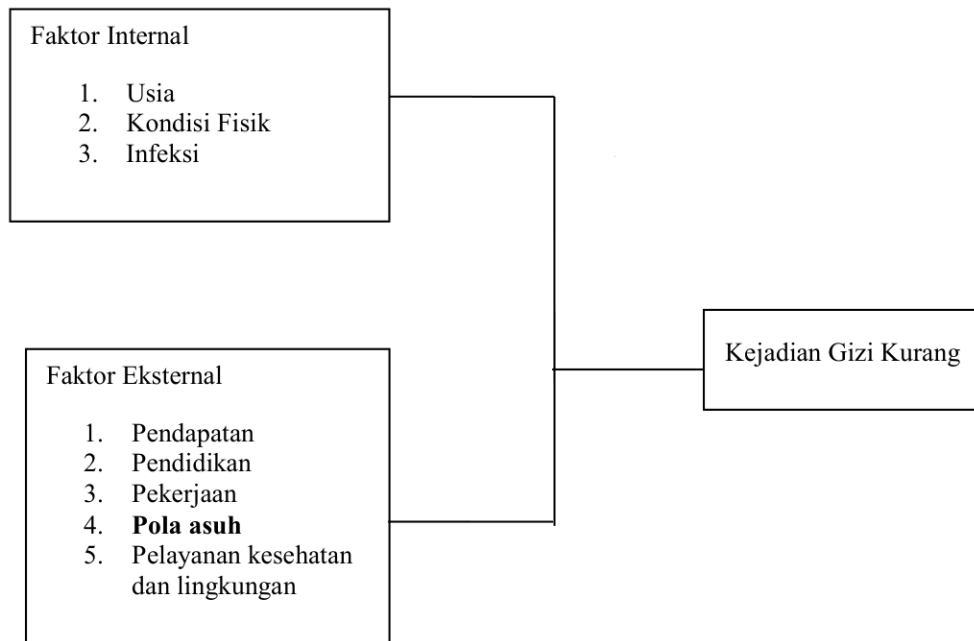 Faktor Internal
1. Usia
2. Kondisi Fisik
3. Infeksi
Faktor Eksternal
1. Pendapatan
2. Pendidikan
3. Pekerjaan
4. Pola asuh
5. Pelayanan kesehatan
dan lingkungan
Kejadian Gizi Kurang